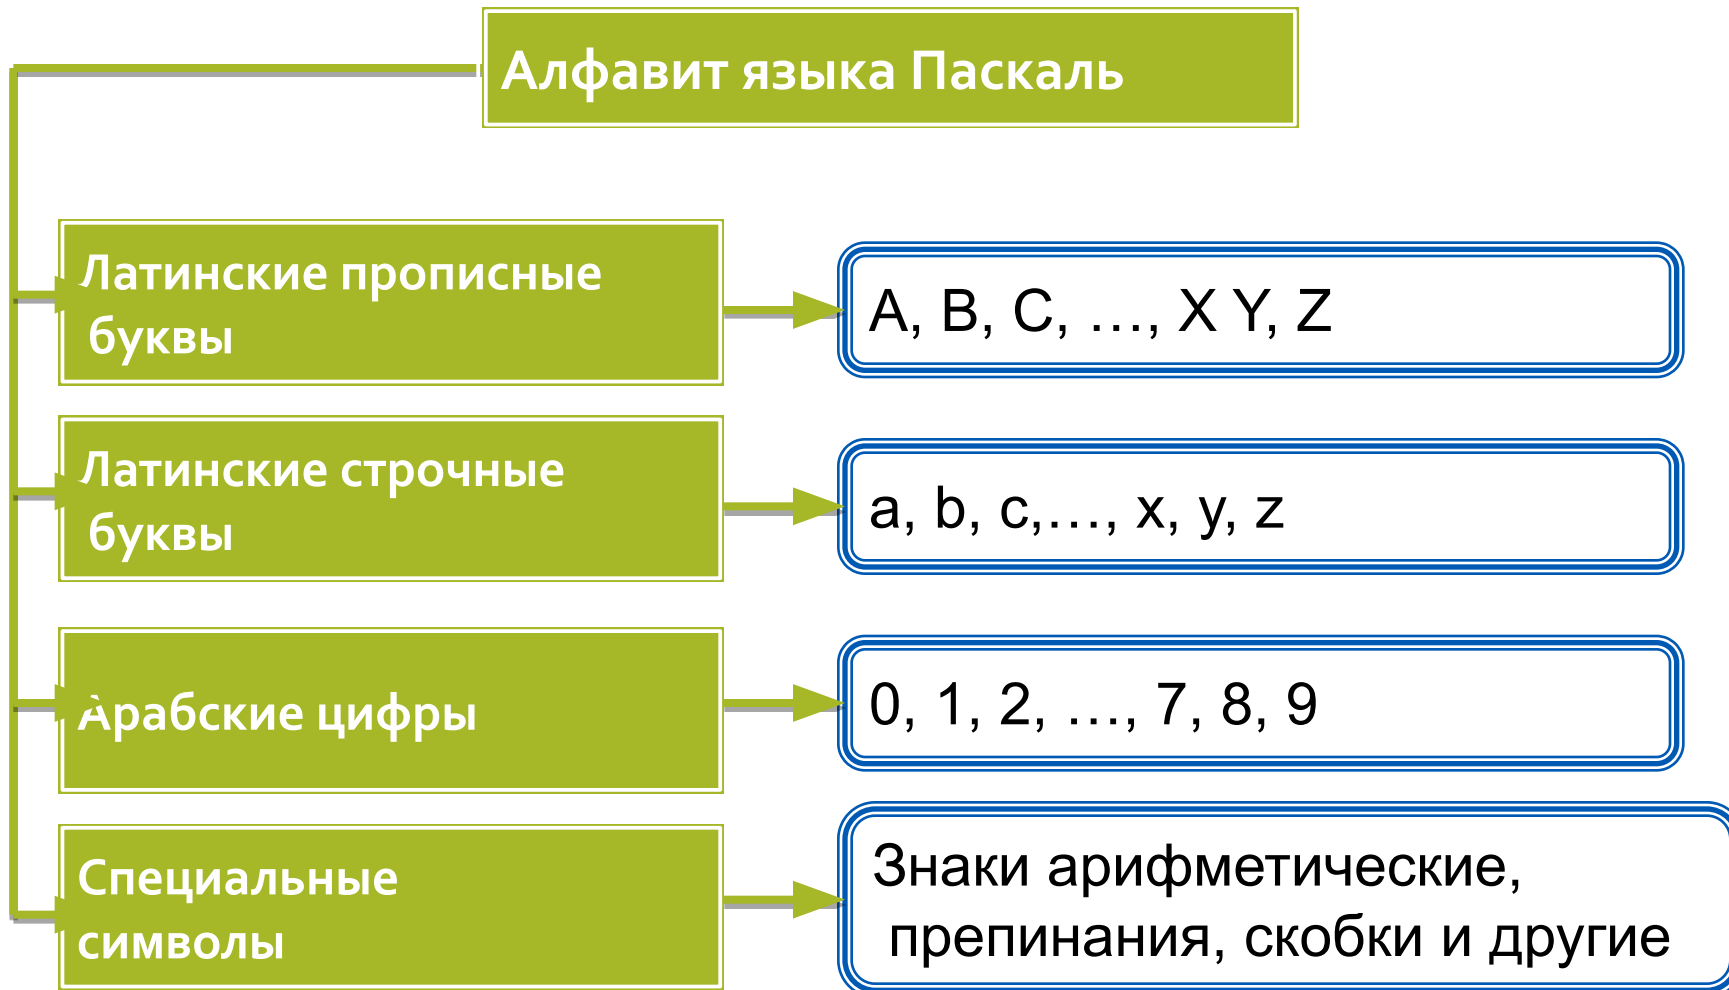 Алфавит языка Паскаль
Латинские прописные
буквы
A, B, C, …, X Y, Z
Латинские строчные
буквы
a, b, c,…, x, y, z
Арабские цифры
0, 1, 2, …, 7, 8, 9
Специальные
символы
Знаки арифметические,
препинания, скобки и другие